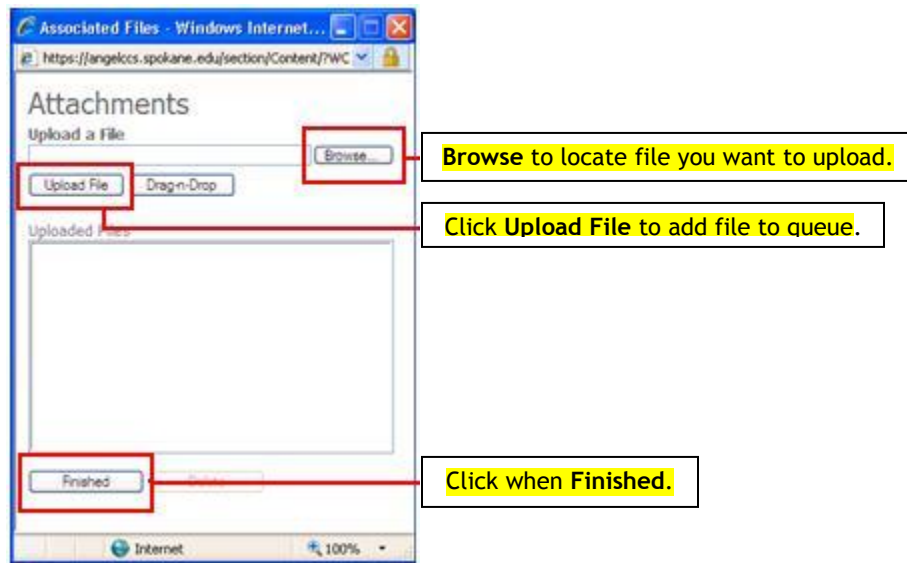 Associated Files - Windows Internet...
https://angelccs.spokane.edu/section/Content/?WC
Attachments
Upload a File
Browse...
Browse to locate file you want to upload.
Upload File Drag-n-Drop
Click Upload File to add file to queue.
Uploaded Files
Finished Delete
Click when Finished.
Internet 100%